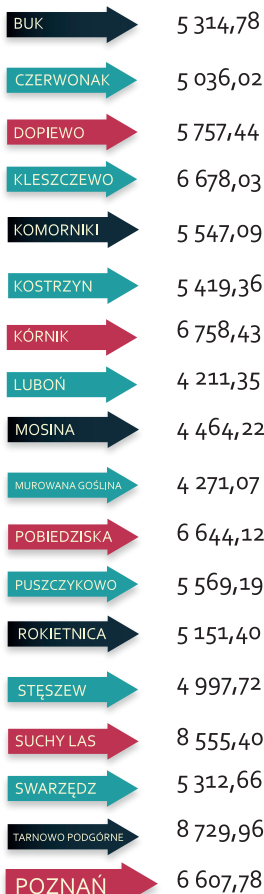 BUK 5 314,78
CZERWONAK 5 036,02
DOPIEWO 5 757,44
KLESZCZEWO 6 678,03
KOMORNIKI 5 547,09
KOSTRZYN 5 419,36
KÓRNIK 6 758,43
LUBOŃ 4 211,35
MOSINA 4 464,22
MUROWANA GOŚLINA 4 271,07
POBIEDZISKA 6 644,12
PUSZCZYKOWO 5 569,19
ROKIETNICA 5 151,40
STĘSZEW 4 997,72
SUCHY LAS 8 555,40
SWARZĘDZ 5 312,66
TARNOWO PODGÓRNE 8 729,96
POZNAŃ 6 607,78